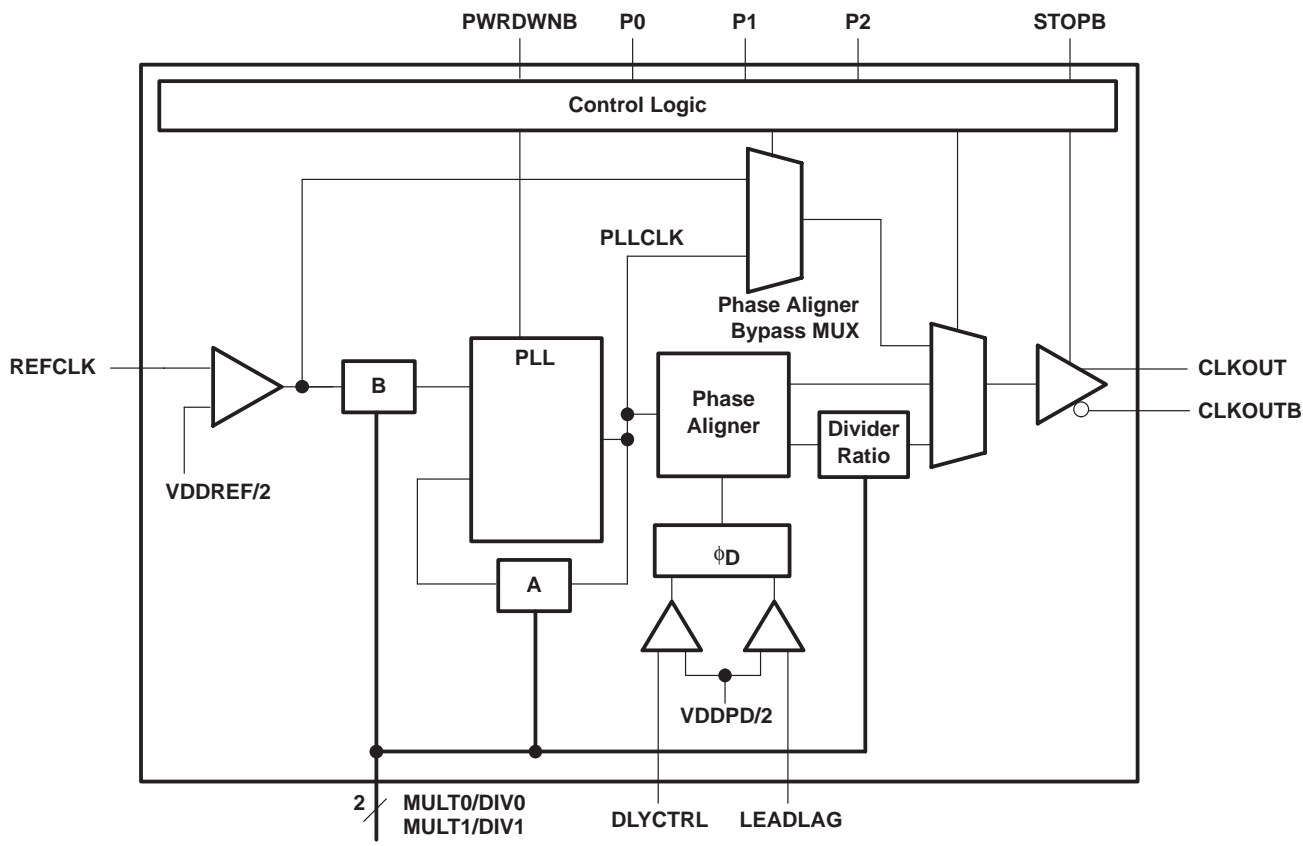 PWRDWNB P0 P1 P2 STOPB
Control Logic
PLLCLK
Phase Aligner
Bypass MUX
REFCLK
PLL
B
Phase
Aligner
CLKOUT
CLKOUTB
Divider
Ratio
VDDREF/2
ϕD
A
VDDPD/2
2 MULT0/DIV0
MULT1/DIV1
DLYCTRL LEADLAG